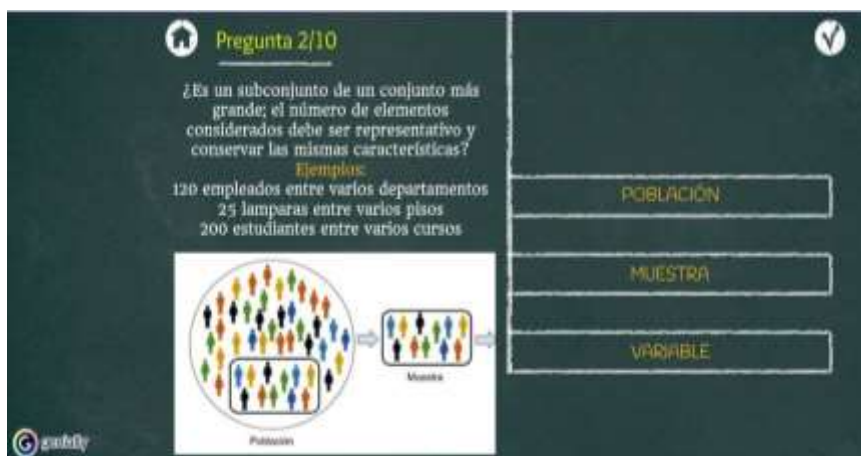 Pregunta 2/10
¿Es un subconjunto de un conjunto más
grande; el número de elementos
considerados debe ser representativo y
conservar las mismas características?
Ejemplos:
120 empleados entre varios departamentos
25 lamparas entre varios pisos
200 estudiantes entre varios cursos
Muestra
Población
POBLACIÓN
MUESTRA
VARIABLE
genially